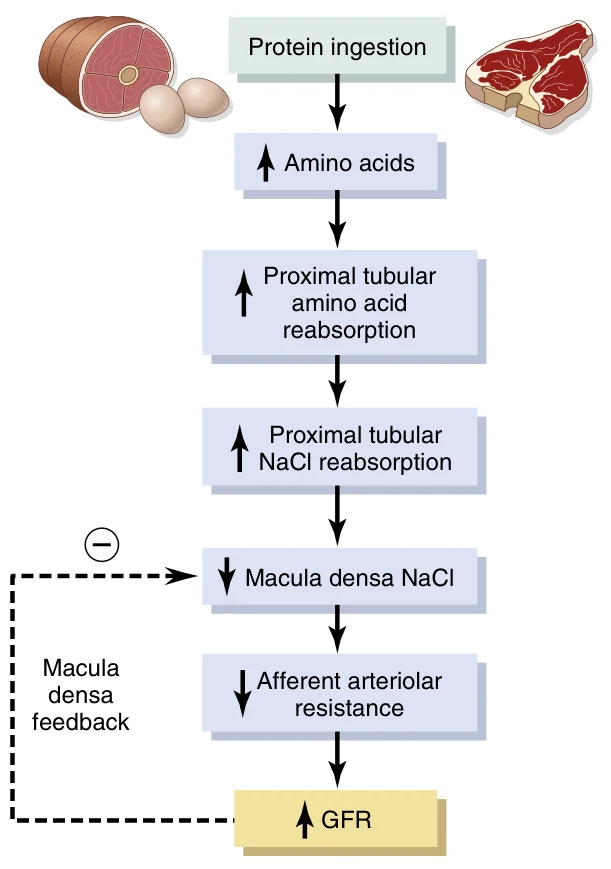 Protein ingestion
Amino acids
Proximal tubular
amino acid
reabsorption
Proximal tubular
NaCl reabsorption
Macula densa NaCl
Afferent arteriolar
resistance
GFR
Macula
densa
feedback